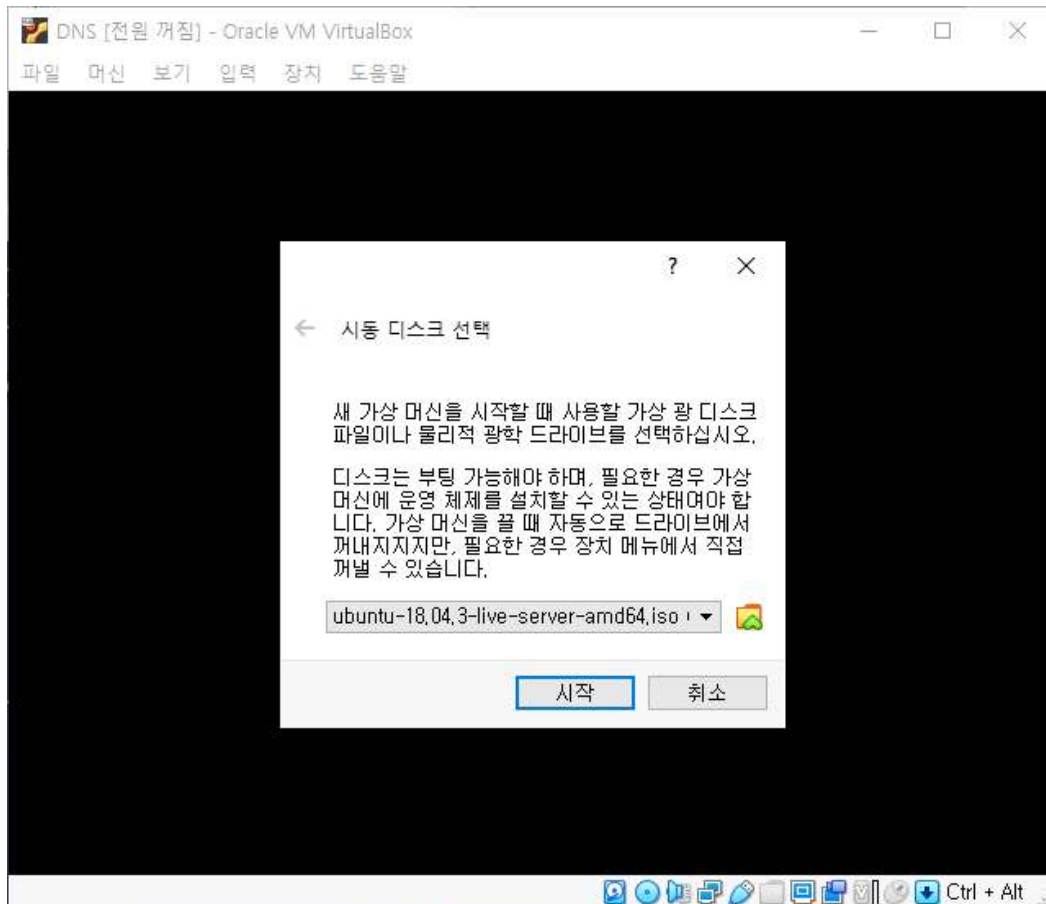 DNS [전원 꺼짐] - Oracle VM VirtualBox
파일 머신 보기 입력 장치 도움말
?
시동 디스크 선택
새 가상 머신을 시작할 때 사용할 가상 광 디스크
파일이나 물리적 광학 드라이브를 선택하십시오.
디스크는 부팅 가능해야 하며, 필요한 경우 가상
머신에 운영 체제를 설치할 수 있는 상태여야 합
니다. 가상 머신을 끌 때 자동으로 드라이브에서
꺼내지지지만, 필요한 경우 장치 메뉴에서 직접
꺼낼 수 있습니다.
ubuntu-18,04,3-live-server-amd64,iso
시작 취소
Ctrl + Alt